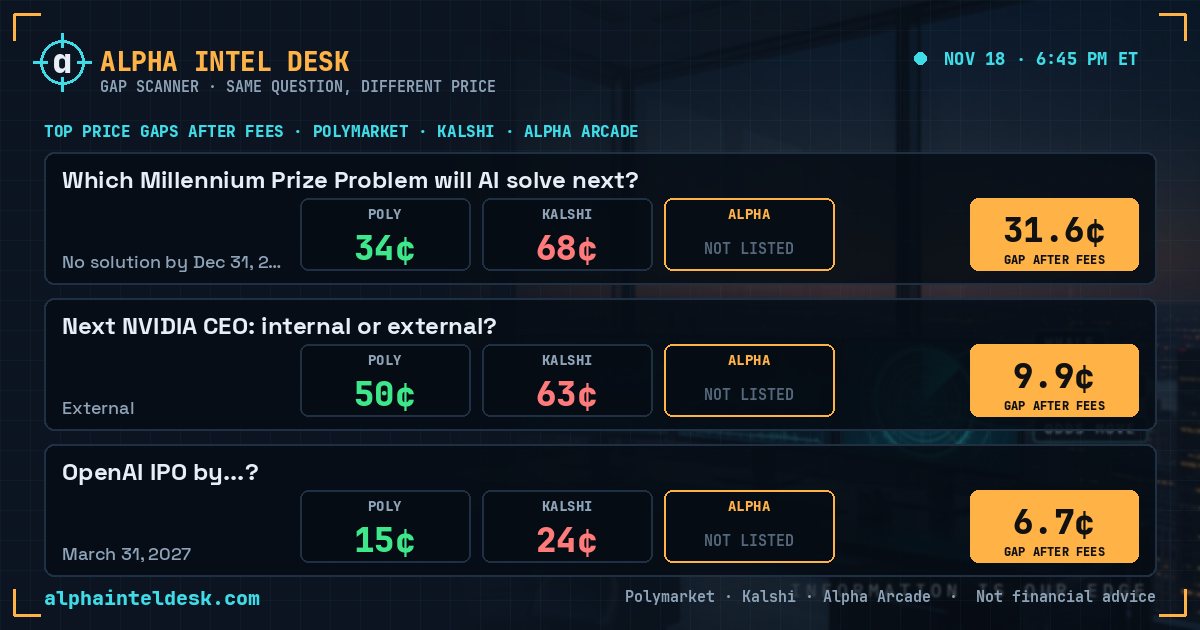 α
ALPHA INTEL DESK
GAP SCANNER · SAME QUESTION, DIFFERENT PRICE
NOV 18 · 6:45 PM ET
TOP PRICE GAPS AFTER FEES · POLYMARKET · KALSHI · ALPHA ARCADE
Which Millennium Prize Problem will AI solve next?
No solution by Dec 31, 2...
POLY
34¢
KALSHI
68¢
ALPHA
NOT LISTED
31.6¢
GAP AFTER FEES
Next NVIDIA CEO: internal or external?
External
POLY
50¢
KALSHI
63¢
ALPHA
NOT LISTED
9.9¢
GAP AFTER FEES
OpenAI IPO by...?
March 31, 2027
POLY
15¢
KALSHI
24¢
ALPHA
NOT LISTED
6.7¢
GAP AFTER FEES
INFORMATION IS OUR EDGE
alphainteldesk.com
Polymarket · Kalshi · Alpha Arcade · Not financial advice